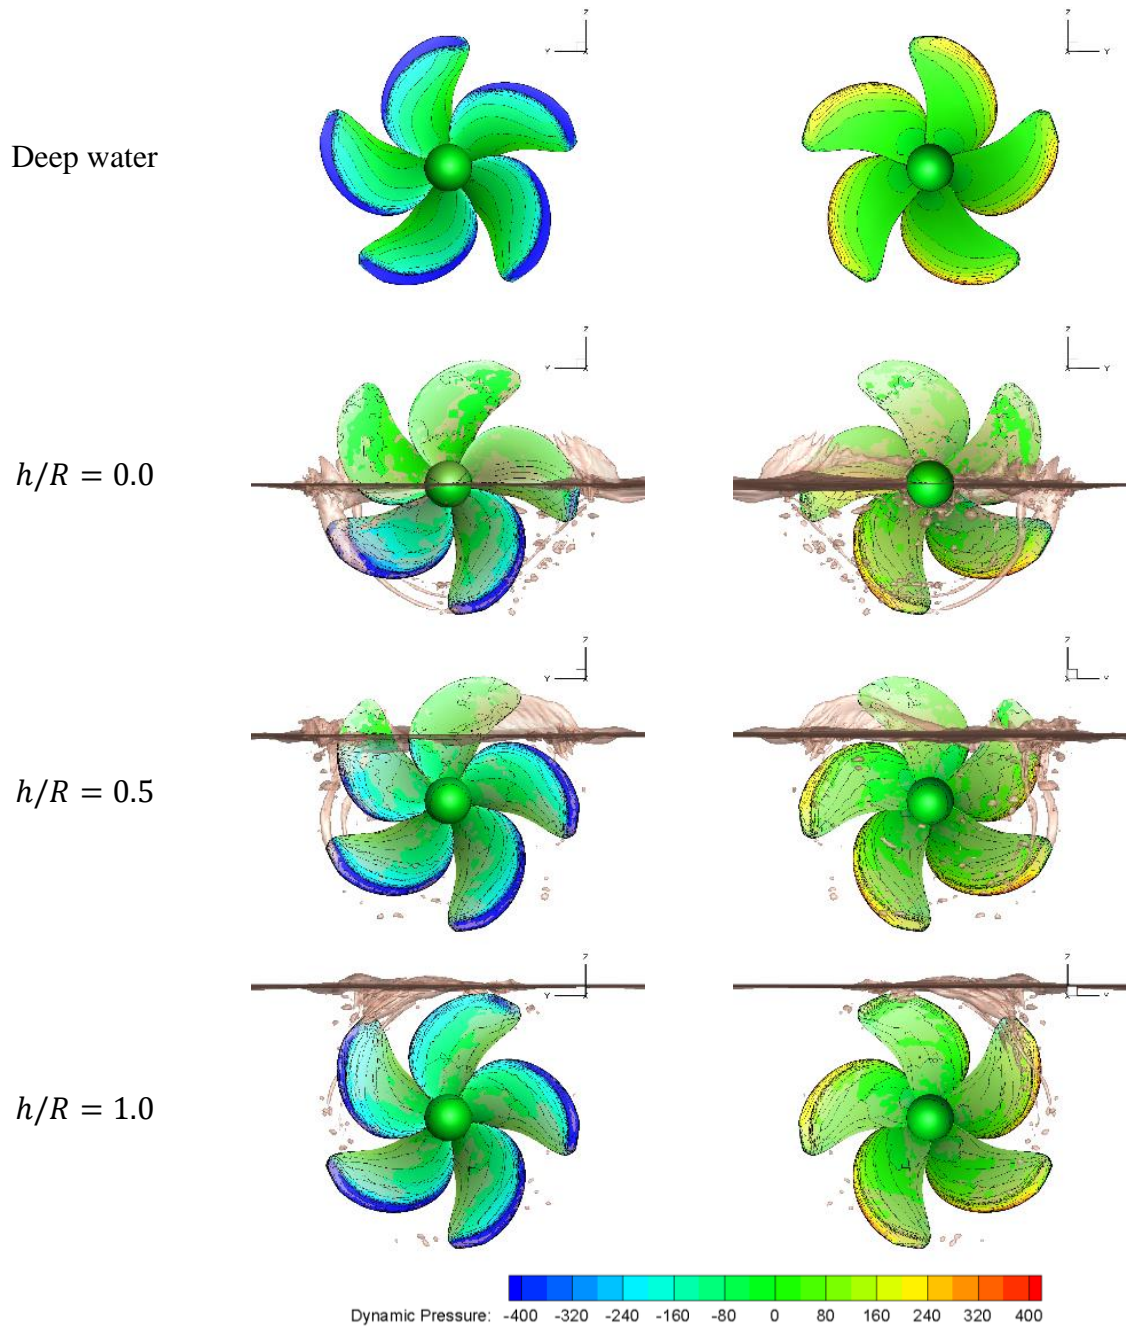 Z Z
Y X X Y
Deep water
Z Z
Y X X Y
h/R = 0.0
Z Z
Y X X Y
h/R = 0.5
Z Z
Y X X Y
h/R = 1.0
Dynamic Pressure: -400 -320 -240 -160 -80 0 80 160 240 320 400